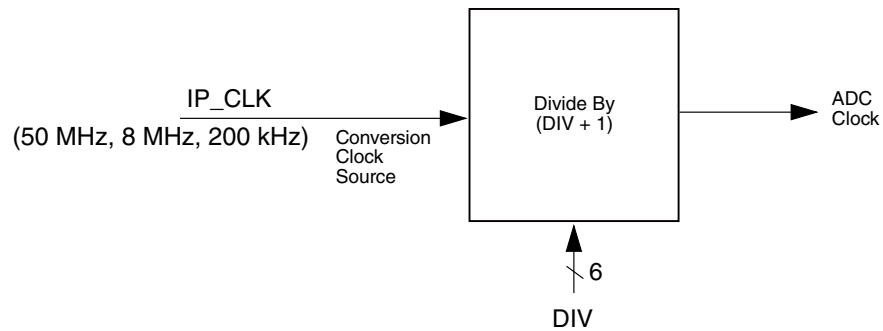 IP_CLK
(50 MHz, 8 MHz, 200 kHz)
Conversion
Clock
Source
Divide By
(DIV + 1)
ADC
Clock
6
DIV